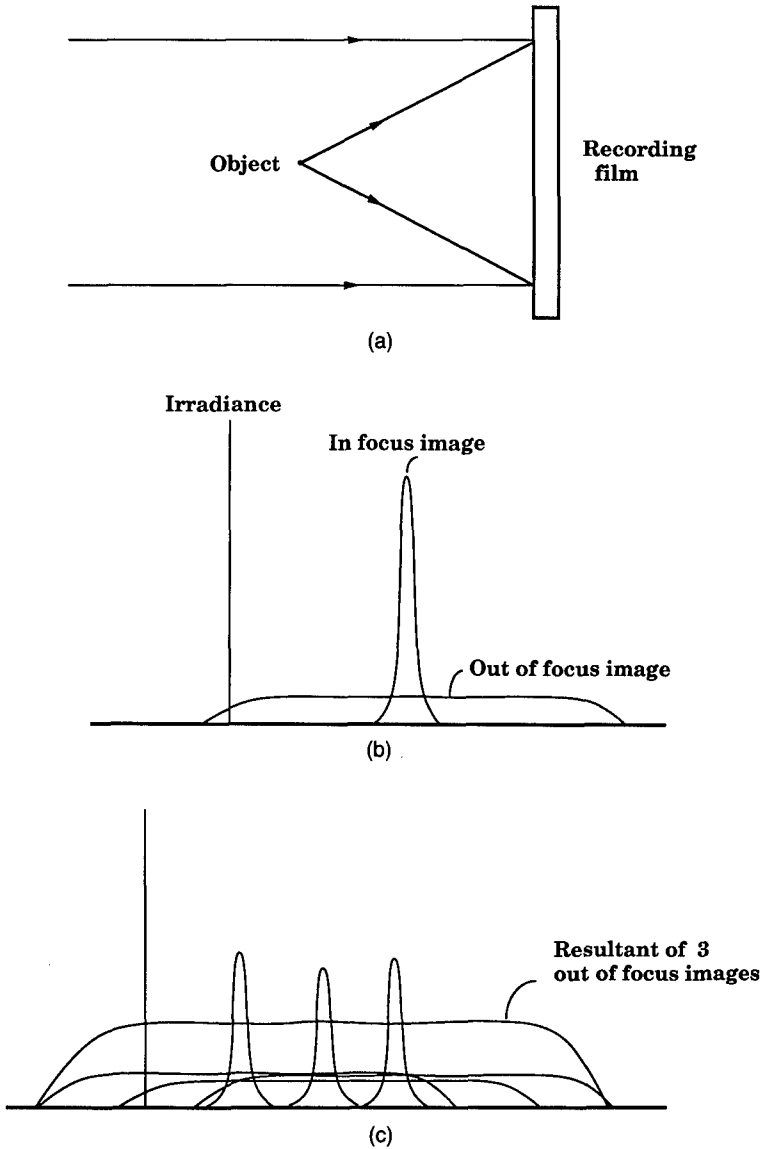 Object
Recording
film
(a)
Irradiance
In focus image
Out of focus image
(b)
Resultant of 3
out of focus images
(c)